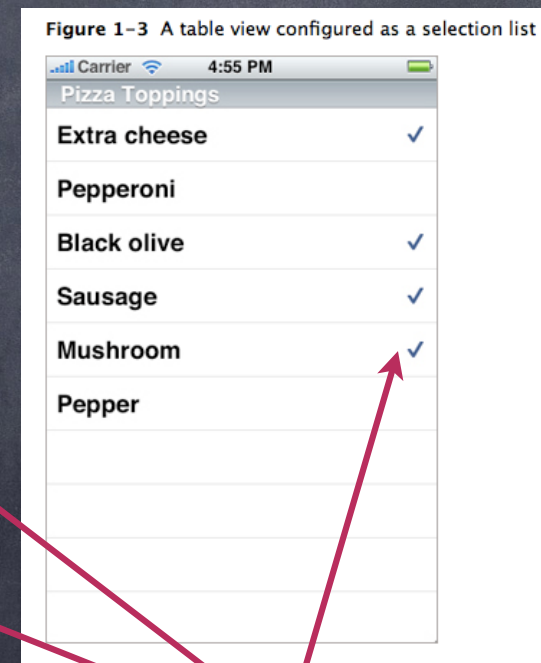 Figure 1-3 A table view configured as a selection list
Carrier 4:55 PM
Pizza Toppings
Extra cheese
Pepperoni
Black olive
Sausage
Mushroom
Pepper